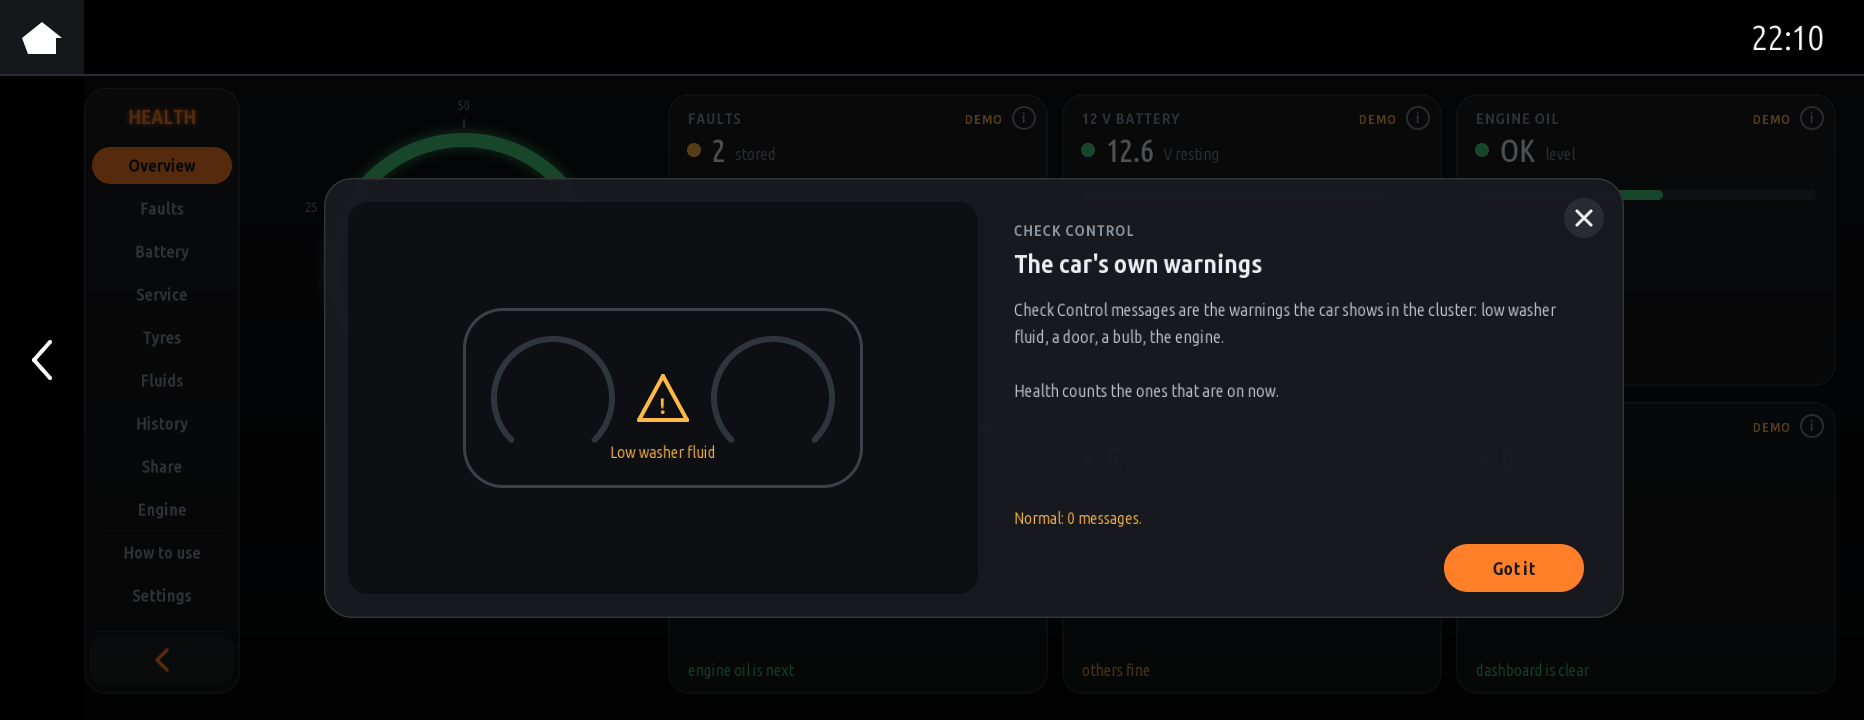 22:10
HEALTH
Overview
Faults
Battery
Service
Tyres
Fluids
History
Share
Engine
How to use
Settings
50
25
FAULTS
DEMO
i
2 stored
12 V BATTERY
DEMO
i
12.6 V resting
ENGINE OIL
DEMO
i
OK level
Low washer fluid
CHECK CONTROL
The car's own warnings
Check Control messages are the warnings the car shows in the cluster: low washer
fluid, a door, a bulb, the engine.
Health counts the ones that are on now.
Normal: 0 messages.
Got it
DEMO
i
engine oil is next
others fine
dashboard is clear